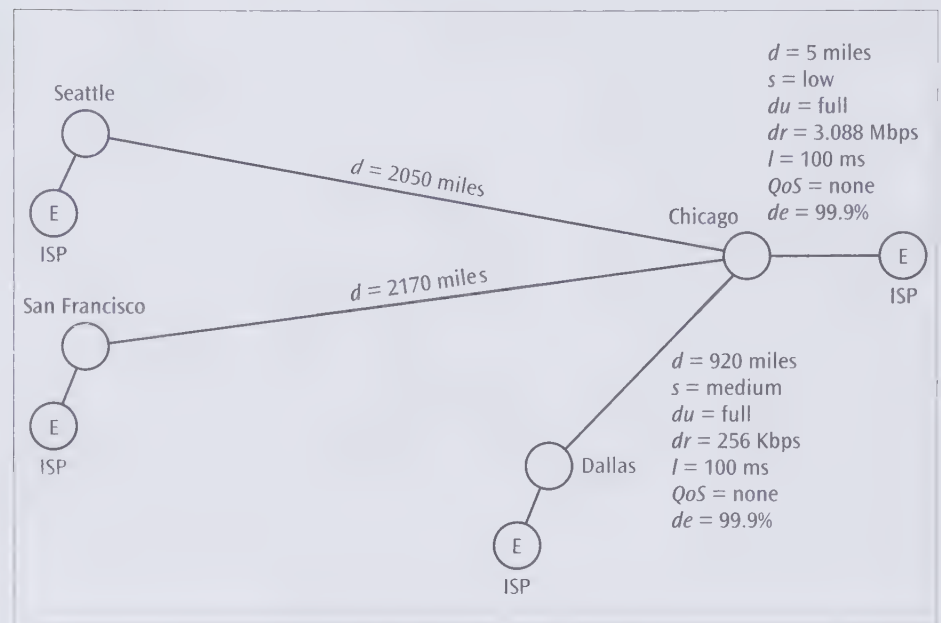 Seattle
E
ISP
d = 2050 miles
San Francisco
E
ISP
d = 2170 miles
Chicago
E
ISP
d = 5 miles
s = low
du = full
dr = 3.088 Mbps
l = 100 ms
QoS = none
de = 99.9%
Dallas
E
ISP
d = 920 miles
s = medium
du = full
dr = 256 Kbps
l = 100 ms
QoS = none
de = 99.9%